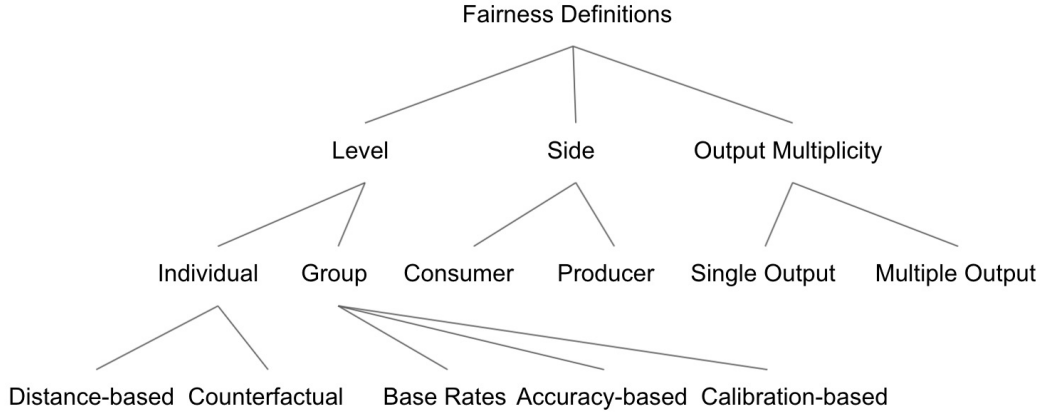 Fairness Definitions
Level Side Output Multiplicity
Individual Group Consumer Producer Single Output Multiple Output
Distance-based Counterfactual Base Rates Accuracy-based Calibration-based